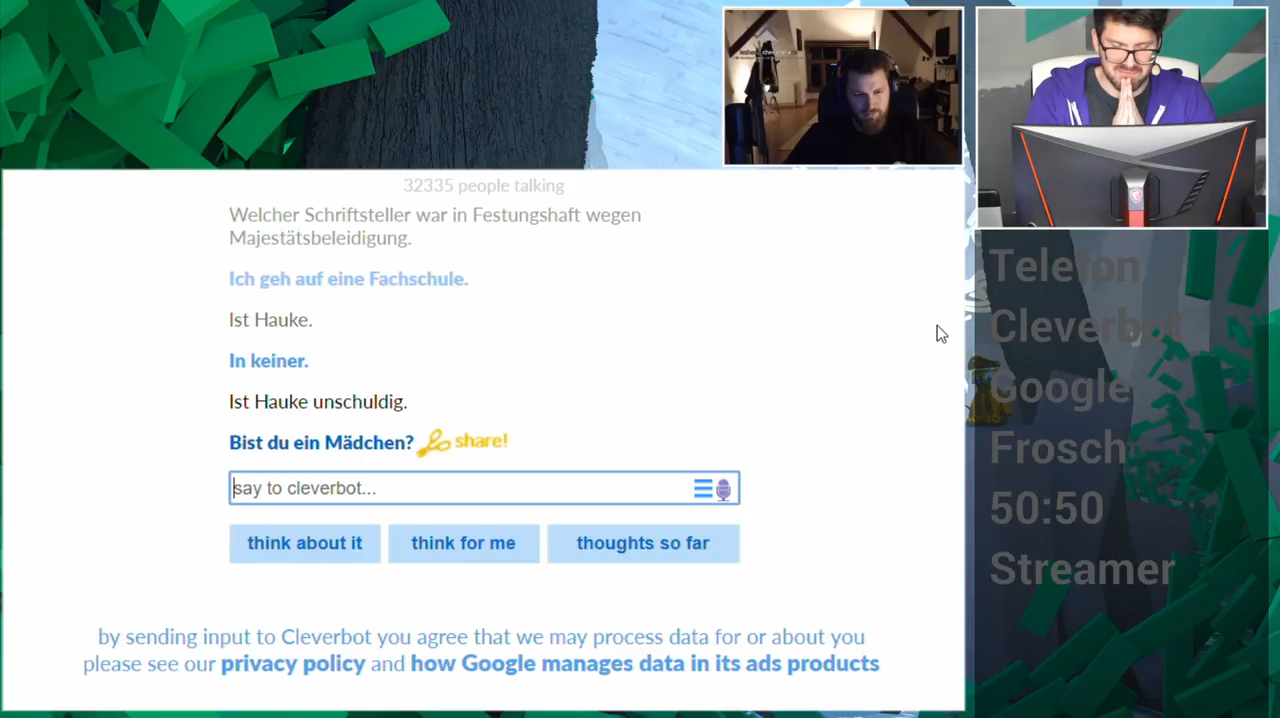 32335 people talking
Welcher Schriftsteller war in Festungshaft wegen
Majestätsbeleidigung.
Ich geh auf eine Fachschule.
Ist Hauke.
In keiner.
Ist Hauke unschuldig.
Bist du ein Mädchen? share!
say to cleverbot...
think about it think for me thoughts so far
by sending input to Cleverbot you agree that we may process data for or about you
please see our privacy policy and how Google manages data in its ads products
Telefon
Cleverbot
Google
Frosch
50:50
Streamer